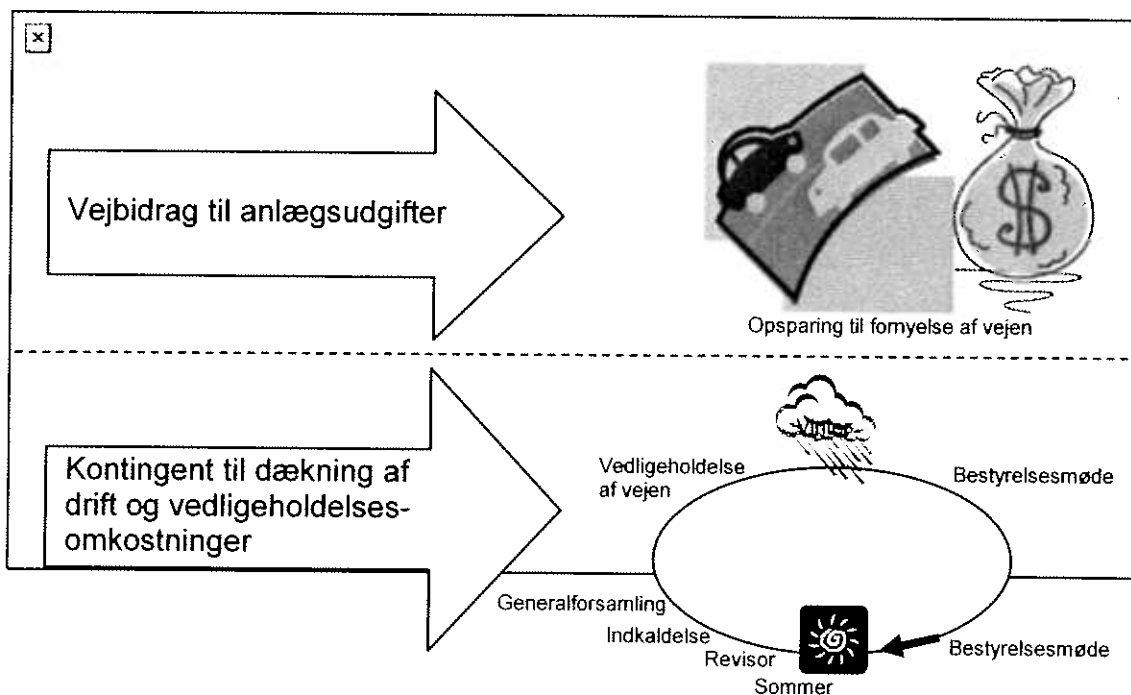 Vejbidrag til anlægsudgifter
$
Opsparing til fornyelse af vejen
Kontingent til dækning af
drift og vedligeholdelses-
omkostninger
Vinter
Vedligeholdelse
af vejen
Bestyrelsesmøde
Generalforsamling
Indkaldelse
Revisor
Sommer
Bestyrelsesmøde